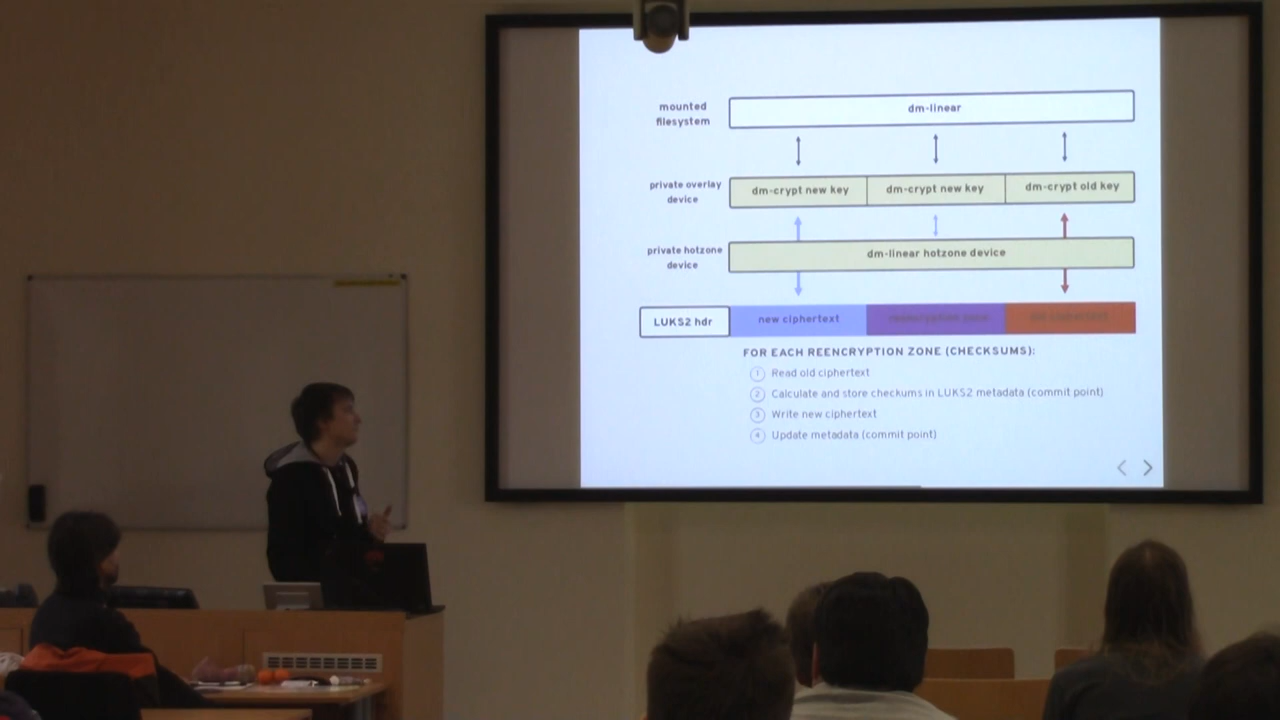 mounted
filesystem
dm-linear
private overlay
device
dm-crypt new key
dm-crypt new key
dm-crypt old key
private hotzone
device
dm-linear hotzone device
LUKS2 hdr
new ciphertext
FOR EACH REENCRYPTION ZONE (CHECKSUMS):
1 Read old ciphertext
2 Calculate and store checkums in LUKS2 metadata (commit point)
3 Write new ciphertext
4 Update metadata (commit point)